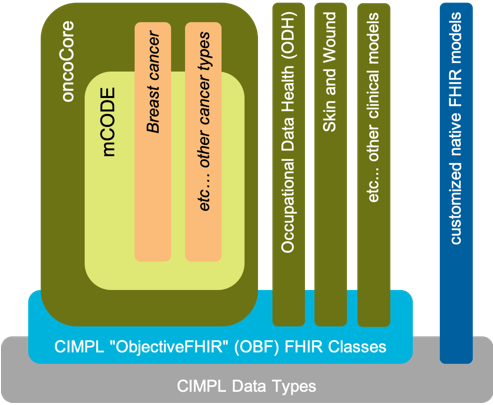 oncoCore
mCODE
Breast cancer
etc... other cancer types
Occupational Data Health (ODH)
Skin and Wound
etc... other clinical models
customized native FHIR models
CIMPL "ObjectiveFHIR" (OBF) FHIR Classes
CIMPL Data Types